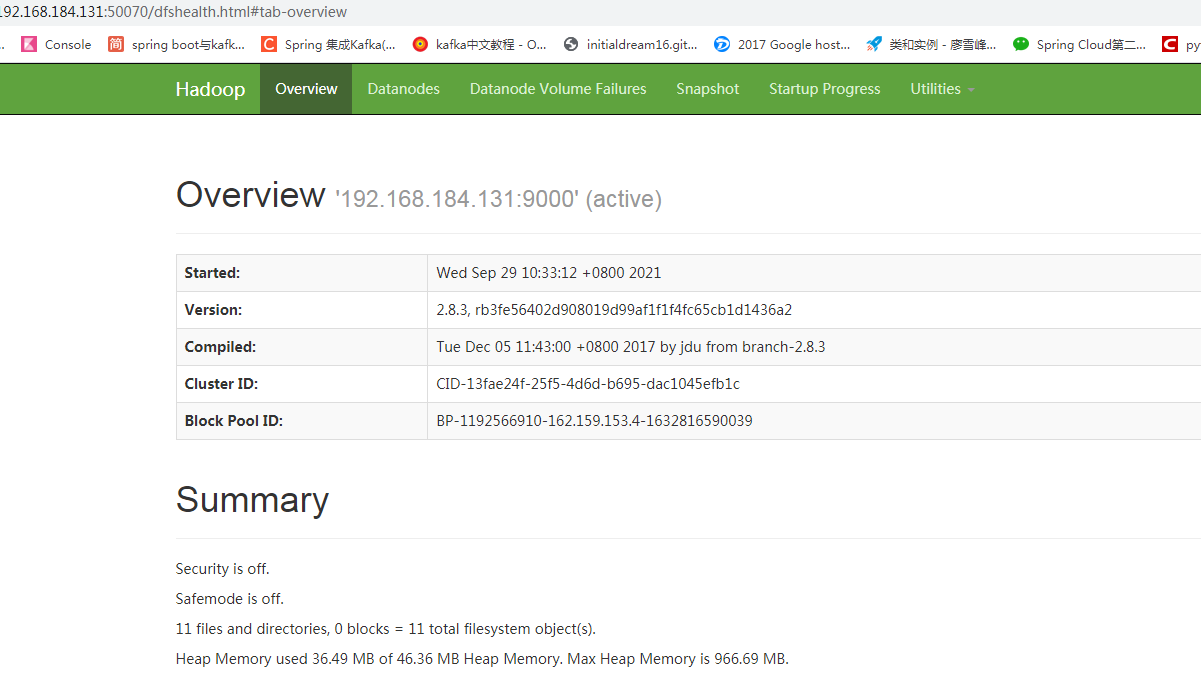 192.168.184.131:50070/dfshealth.html#tab-overview
Console 简 spring boot与kafk... C Spring 集成Kafka(... kafka中文教程 - O... initialdream16.git... 2017 Google host... 类和实例 - 廖雪峰... Spring Cloud第二... C py
Hadoop Overview Datanodes Datanode Volume Failures Snapshot Startup Progress Utilities
Overview '192.168.184.131:9000' (active)
Started: Wed Sep 29 10:33:12 +0800 2021
Version: 2.8.3, rb3fe56402d908019d99af1f1f4fc65cb1d1436a2
Compiled: Tue Dec 05 11:43:00 +0800 2017 by jdu from branch-2.8.3
Cluster ID: CID-13fae24f-25f5-4d6d-b695-dac1045efb1c
Block Pool ID: BP-1192566910-162.159.153.4-1632816590039
Summary
Security is off.
Safemode is off.
11 files and directories, 0 blocks = 11 total filesystem object(s).
Heap Memory used 36.49 MB of 46.36 MB Heap Memory. Max Heap Memory is 966.69 MB.